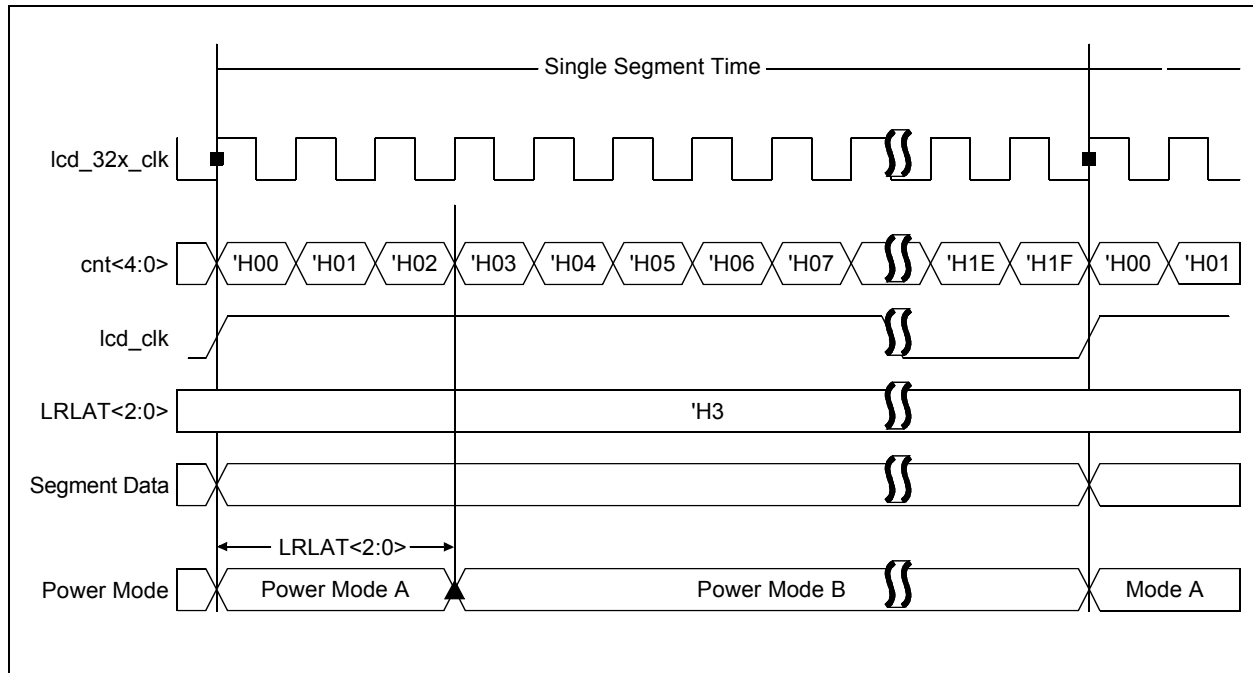 Single Segment Time
lcd_32x_clk
cnt<4:0> 'H00 'H01 'H02 'H03 'H04 'H05 'H06 'H07 'H1E 'H1F 'H00 'H01
lcd_clk
LRLAT<2:0> 'H3
Segment Data
LRLAT<2:0>
Power Mode Power Mode A Power Mode B Mode A